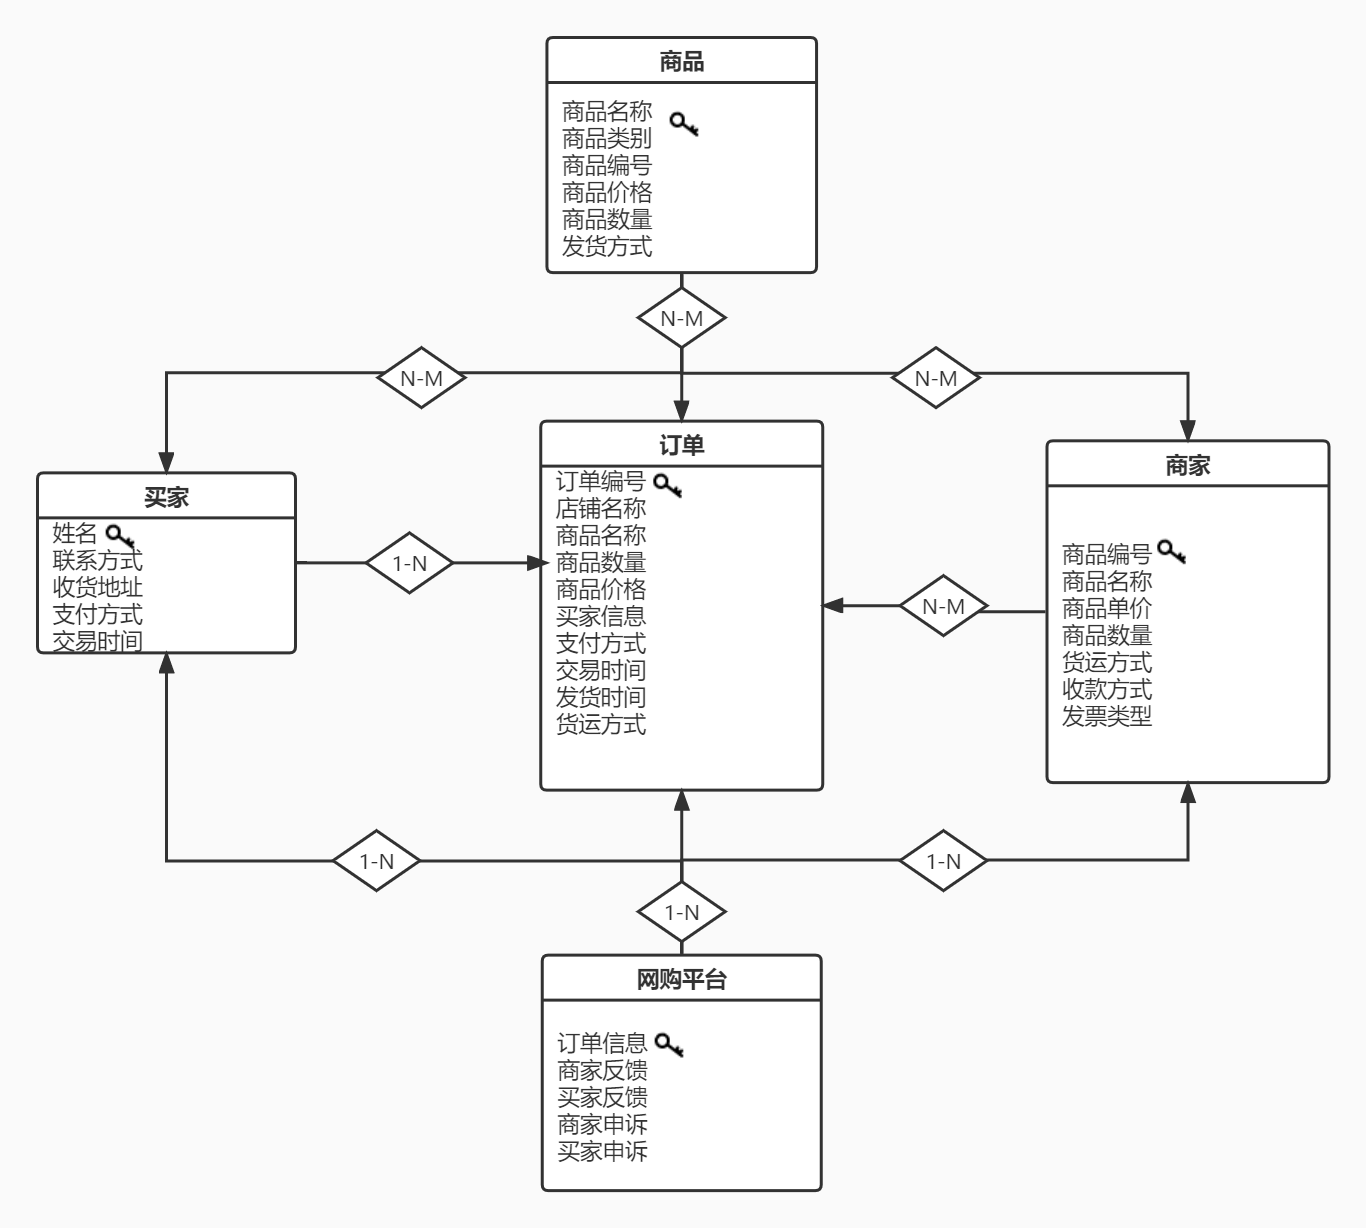 商品
商品名称
商品类别
商品编号
商品价格
商品数量
发货方式
N-M
N-M
N-M
买家
姓名
联系方式
收货地址
支付方式
交易时间
1-N
订单
订单编号
店铺名称
商品名称
商品数量
商品价格
买家信息
支付方式
交易时间
发货时间
货运方式
N-M
商家
商品编号
商品名称
商品单价
商品数量
货运方式
收款方式
发票类型
1-N
1-N
1-N
网购平台
订单信息
商家反馈
买家反馈
商家申诉
买家申诉